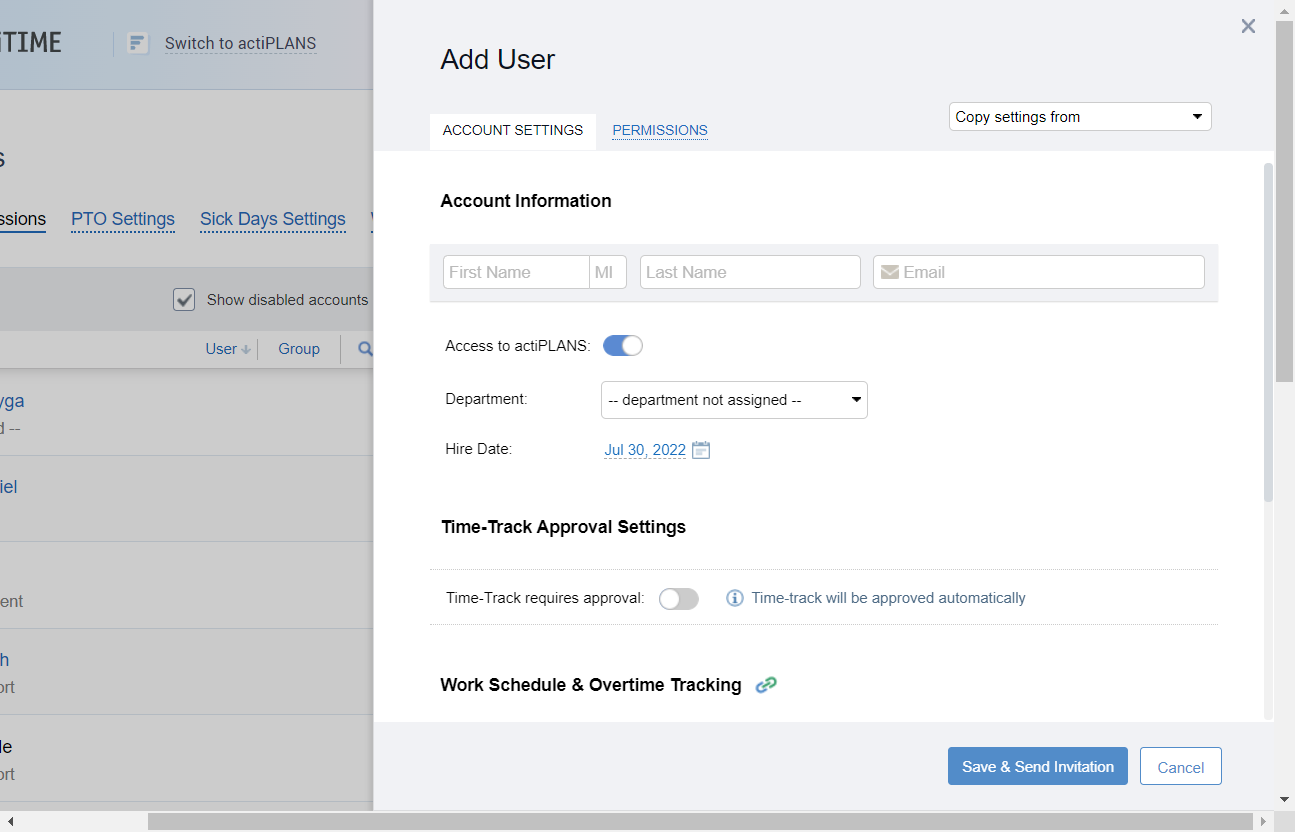 iTIME
Switch to actiPLANS
Add User
ACCOUNT SETTINGS
PERMISSIONS
Copy settings from
s
ssions
PTO Settings
Sick Days Settings
Account Information
First Name
MI
Last Name
Email
Show disabled accounts
Access to actiPLANS:
User
Group
Department:
-- department not assigned --
yga
d --
Hire Date:
Jul 30, 2022
iel
Time-Track Approval Settings
Time-Track requires approval:
Time-track will be approved automatically
ent
h
ort
Work Schedule & Overtime Tracking
le
ort
Save & Send Invitation
Cancel